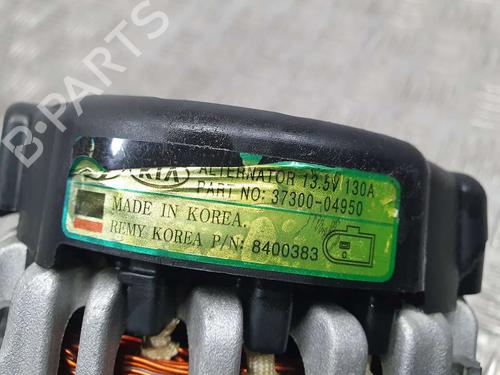 B-PARTS
KIA
ALTERNATOR 13.5V 130A
PART NO: 37300-04950
MADE IN KOREA.
REMY KOREA P/N: 8400383